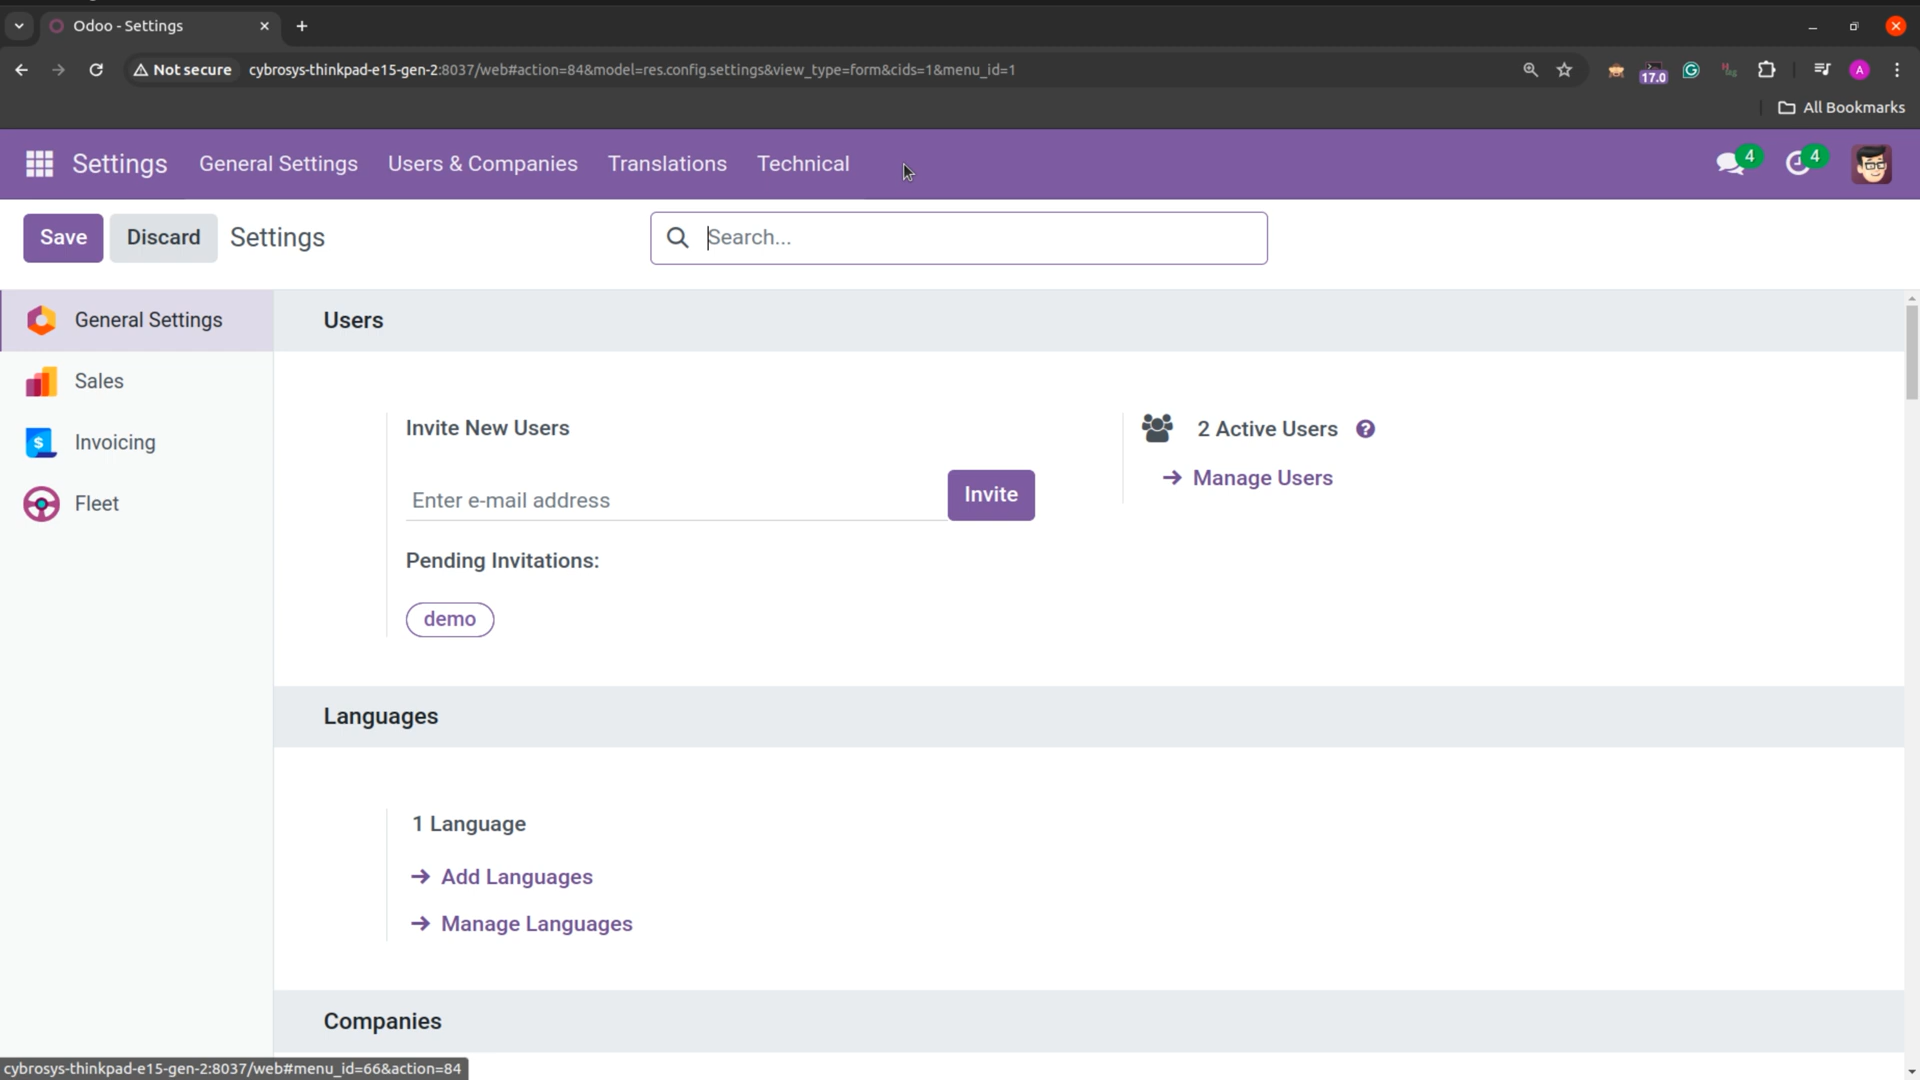 Odoo - Settings
Not secure cybrosys-thinkpad-e15-gen-2:8037/web#action=84&model=res.config.settings&view_type=form&cids=1&menu_id=1
17.0
A
All Bookmarks
Settings General Settings Users & Companies Translations Technical 4 4
Save Discard Settings Search...
General Settings
Sales
Invoicing
Fleet
Users
Invite New Users
2 Active Users ?
Manage Users
Enter e-mail address Invite
Pending Invitations:
demo
Languages
1 Language
Add Languages
Manage Languages
Companies
cybrosys-thinkpad-e15-gen-2:8037/web#menu_id=66&action=84